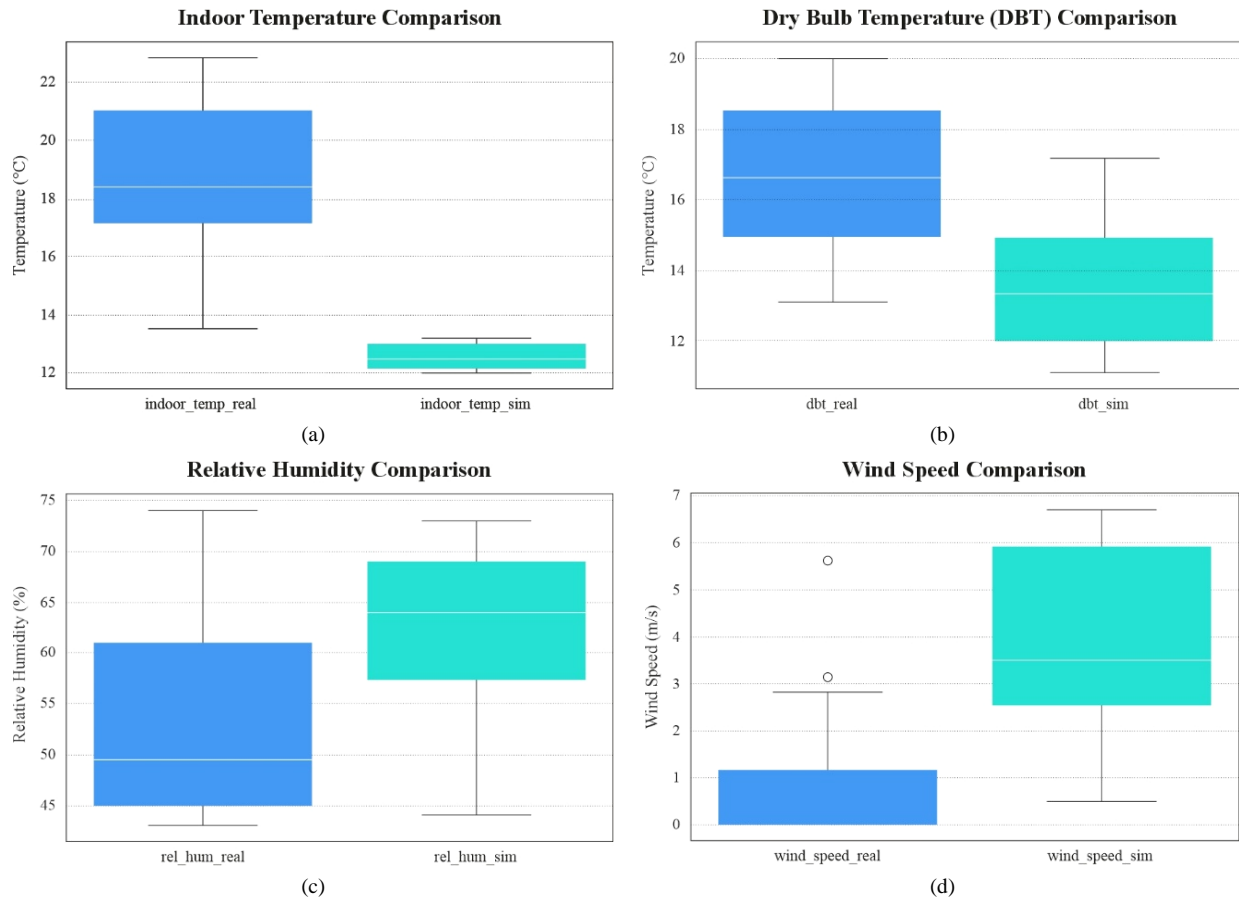 Indoor Temperature Comparison
Temperature (°C)
22
20
18
16
14
12
indoor_temp_real
indoor_temp_sim
(a)
Dry Bulb Temperature (DBT) Comparison
Temperature (°C)
20
18
16
14
12
dbt_real
dbt_sim
(b)
Relative Humidity Comparison
Relative Humidity (%)
75
70
65
60
55
50
45
rel_hum_real
rel_hum_sim
(c)
Wind Speed Comparison
Wind Speed (m/s)
7
6
5
4
3
2
1
0
wind_speed_real
wind_speed_sim
(d)